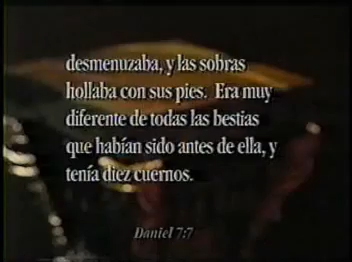 desmenuzaba, y las sobras
hollaba con sus pies. Era muy
diferente de todas las bestias
que habían sido antes de ella, y
tenía diez cuernos.
Daniel 7:7